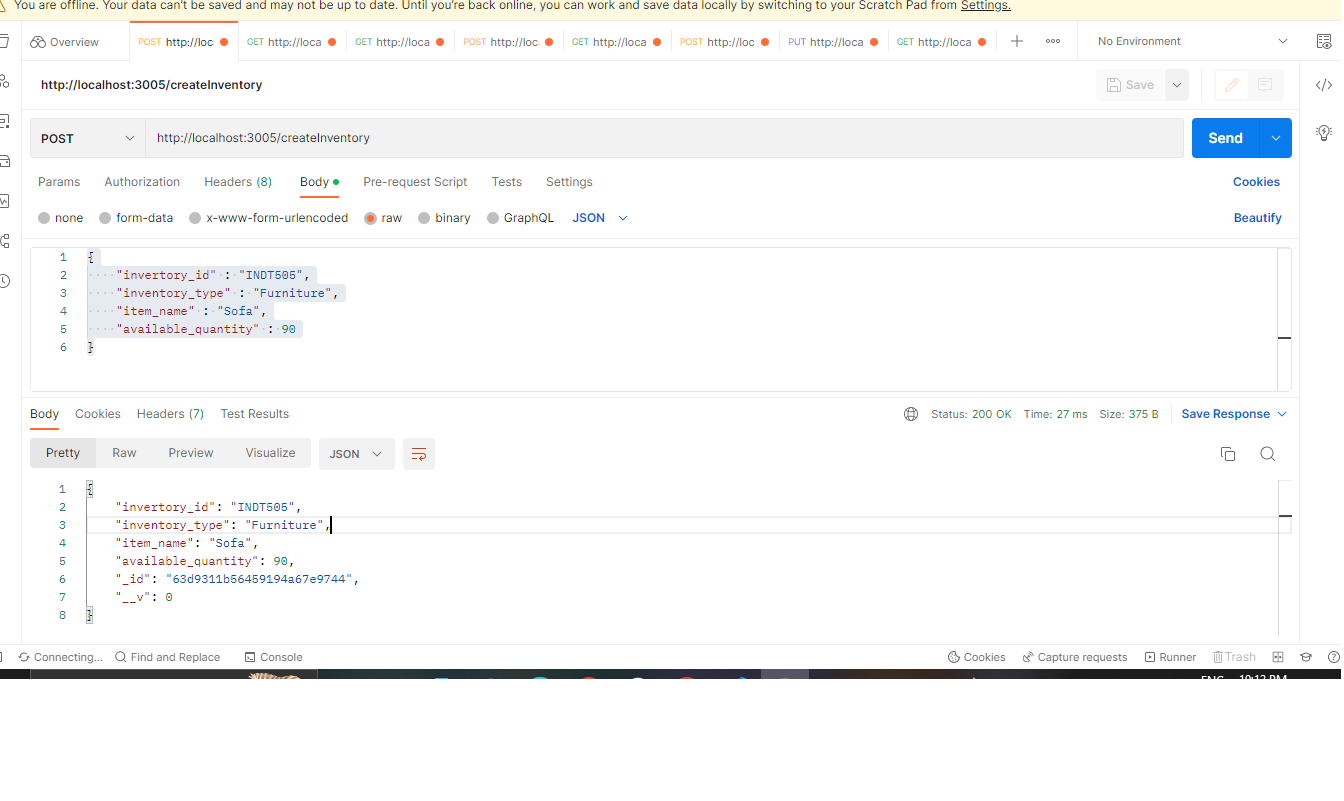 You are offline. Your data can't be saved and may not be up to date. Until you're back online, you can work and save data locally by switching to your Scratch Pad from Settings.
Overview POST http://loc GET http://loca GET http://loca POST http://loc GET http://loca POST http://loc PUT http://loca GET http://loca No Environment
http://localhost:3005/createInventory Save
POST http://localhost:3005/createInventory Send
Params Authorization Headers (8) Body Pre-request Script Tests Settings Cookies
none form-data x-www-form-urlencoded raw binary GraphQL JSON Beautify
1 {
2 "invertory_id" : "INDT505",
3 "inventory_type" : "Furniture",
4 "item_name" : "Sofa",
5 "available_quantity" : 90
6 }
Body Cookies Headers (7) Test Results Status: 200 OK Time: 27 ms Size: 375 B Save Response
Pretty Raw Preview Visualize JSON
1 {
2 "invertory_id": "INDT505",
3 "inventory_type": "Furniture",
4 "item_name": "Sofa",
5 "available_quantity": 90,
6 "_id": "63d9311b56459194a67e9744",
7 "__v": 0
8 }
Connecting... Find and Replace Console Cookies Capture requests Runner Trash